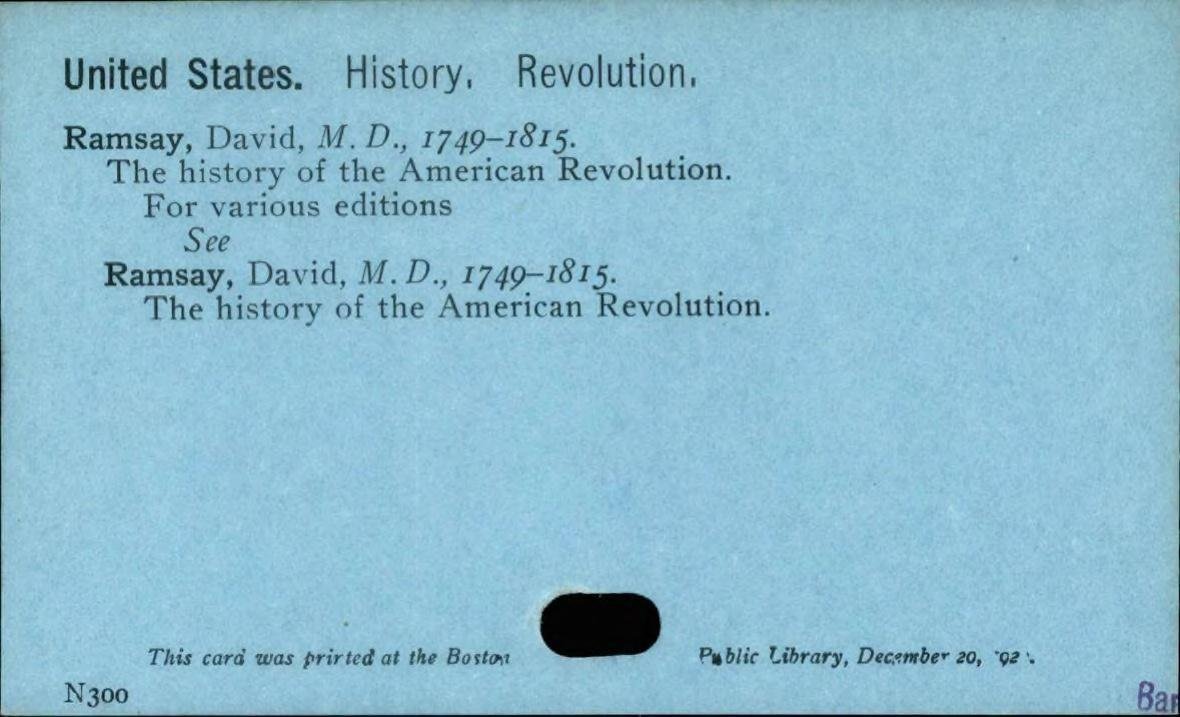 United States. History. Revolution.
Ramsay, David, M. D., 1749–1815.
The history of the American Revolution.
For various editions
See
Ramsay, David, M. D., 1749–1815.
The history of the American Revolution.
This card was prirted at the Boston Public Library, December 20,
N300
Bar